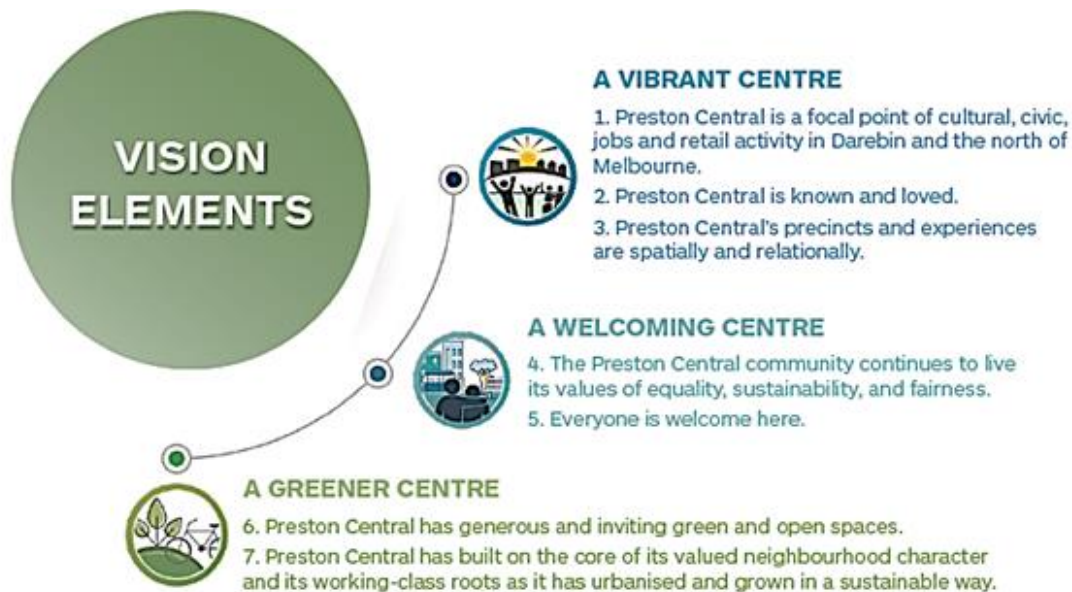 VISION
ELEMENTS
A VIBRANT CENTRE
1. Preston Central is a focal point of cultural, civic,
jobs and retail activity in Darebin and the north of
Melbourne.
2. Preston Central is known and loved.
3. Preston Central's precincts and experiences
are spatially and relationally.
A WELCOMING CENTRE
4. The Preston Central community continues to live
its values of equality, sustainability, and fairness.
5. Everyone is welcome here.
A GREENER CENTRE
6. Preston Central has generous and inviting green and open spaces.
7. Preston Central has built on the core of its valued neighbourhood character
and its working-class roots as it has urbanised and grown in a sustainable way.